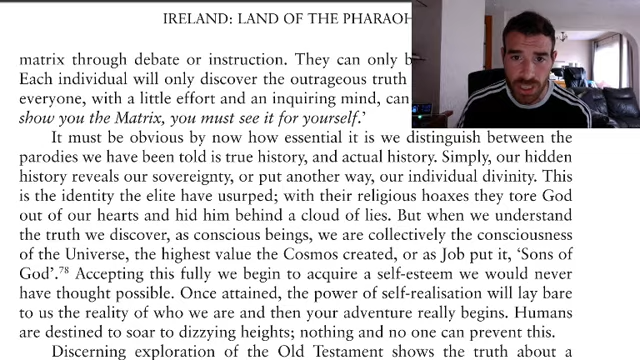 IRELAND: LAND OF THE PHARAOH
matrix through debate or instruction. They can only
Each individual will only discover the outrageous truth
everyone, with a little effort and an inquiring mind, can
show you the Matrix, you must see it for yourself.’
It must be obvious by now how essential it is we distinguish between the
parodies we have been told is true history, and actual history. Simply, our hidden
history reveals our sovereignty, or put another way, our individual divinity. This
is the identity the elite have usurped; with their religious hoaxes they tore God
out of our hearts and hid him behind a cloud of lies. But when we understand
the truth we discover, as conscious beings, we are collectively the consciousness
of the Universe, the highest value the Cosmos created, or as Job put it, ‘Sons of
God’.78 Accepting this fully we begin to acquire a self-esteem we would never
have thought possible. Once attained, the power of self-realisation will lay bare
to us the reality of who we are and then your adventure really begins. Humans
are destined to soar to dizzying heights; nothing and no one can prevent this.
Discerning exploration of the Old Testament shows the truth about a